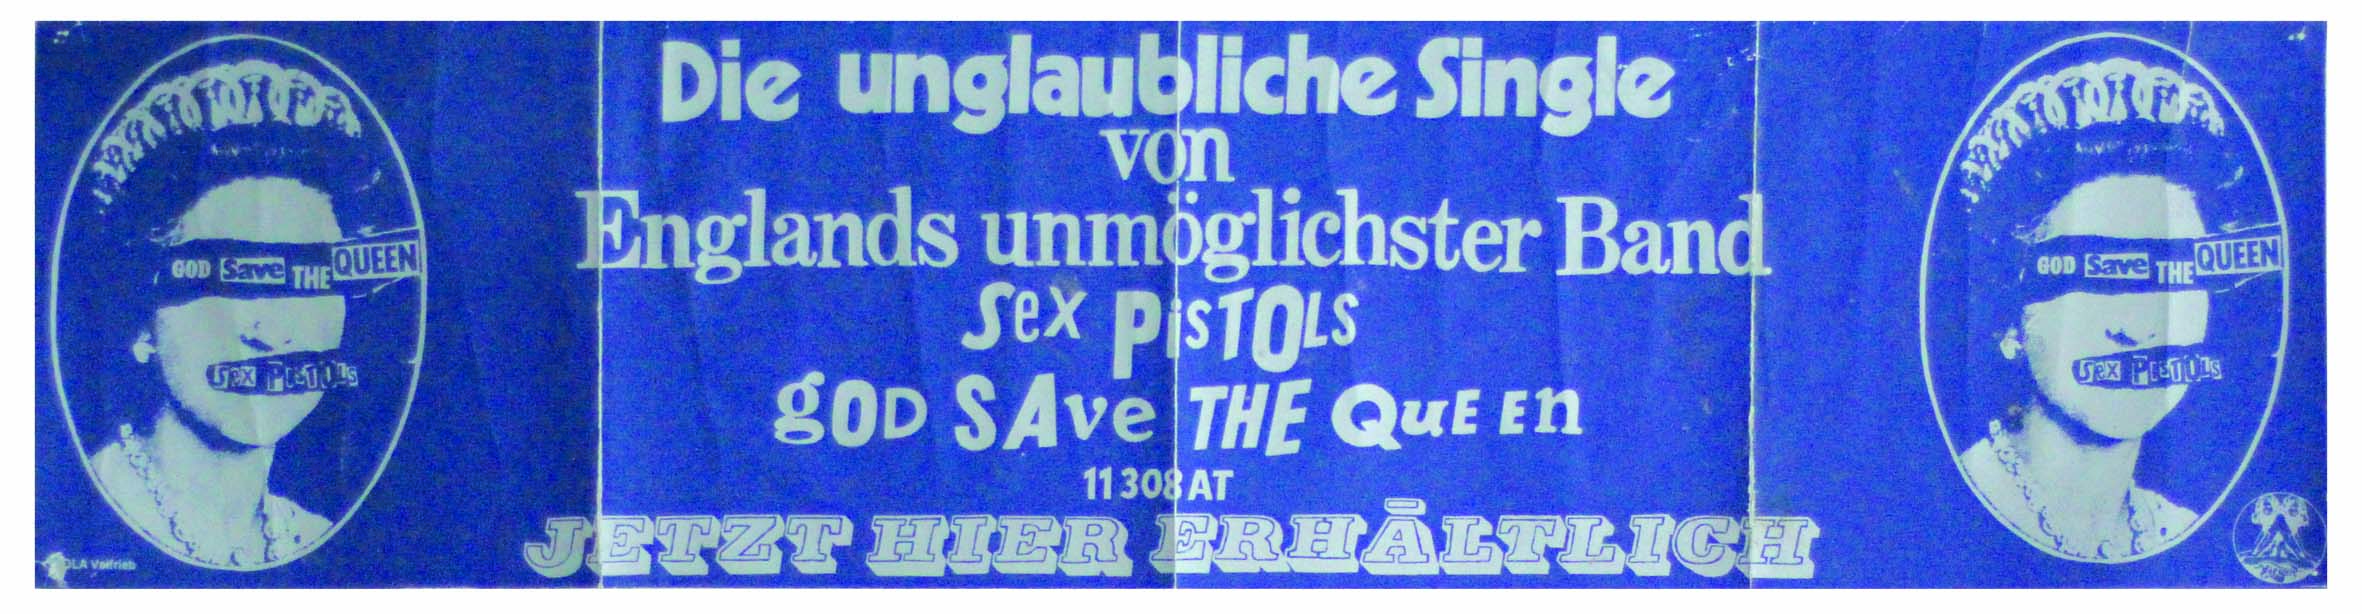 Die unglaubliche Single
von
Englands unmöglichster Band
Sex PisTOLS
gOD SAve THE QuEEn
11 308 AT
JETZT HIER ERHÄLTLICH
GOD Save THE QUEEN
Sex PISTOLS
GOD Save THE QUEEN
Sex PISTOLS